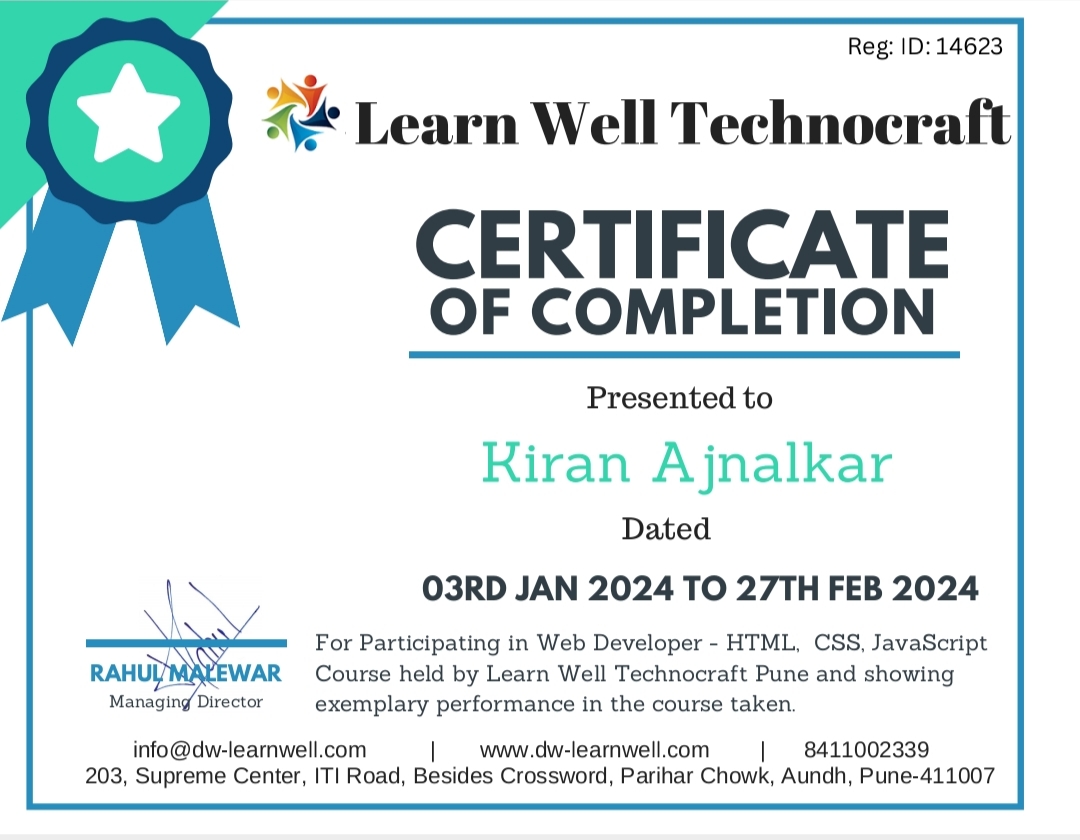 Reg: ID: 14623
Learn Well Technocraft
CERTIFICATE
OF COMPLETION
Presented to
Kiran Ajnalkar
Dated
03RD JAN 2024 TO 27TH FEB 2024
For Participating in Web Developer - HTML, CSS, JavaScript
Course held by Learn Well Technocraft Pune and showing
exemplary performance in the course taken.
RAHUL MALEWAR
Managing Director
info@dw-learnwell.com | www.dw-learnwell.com | 8411002339
203, Supreme Center, ITI Road, Besides Crossword, Parihar Chowk, Aundh, Pune-411007